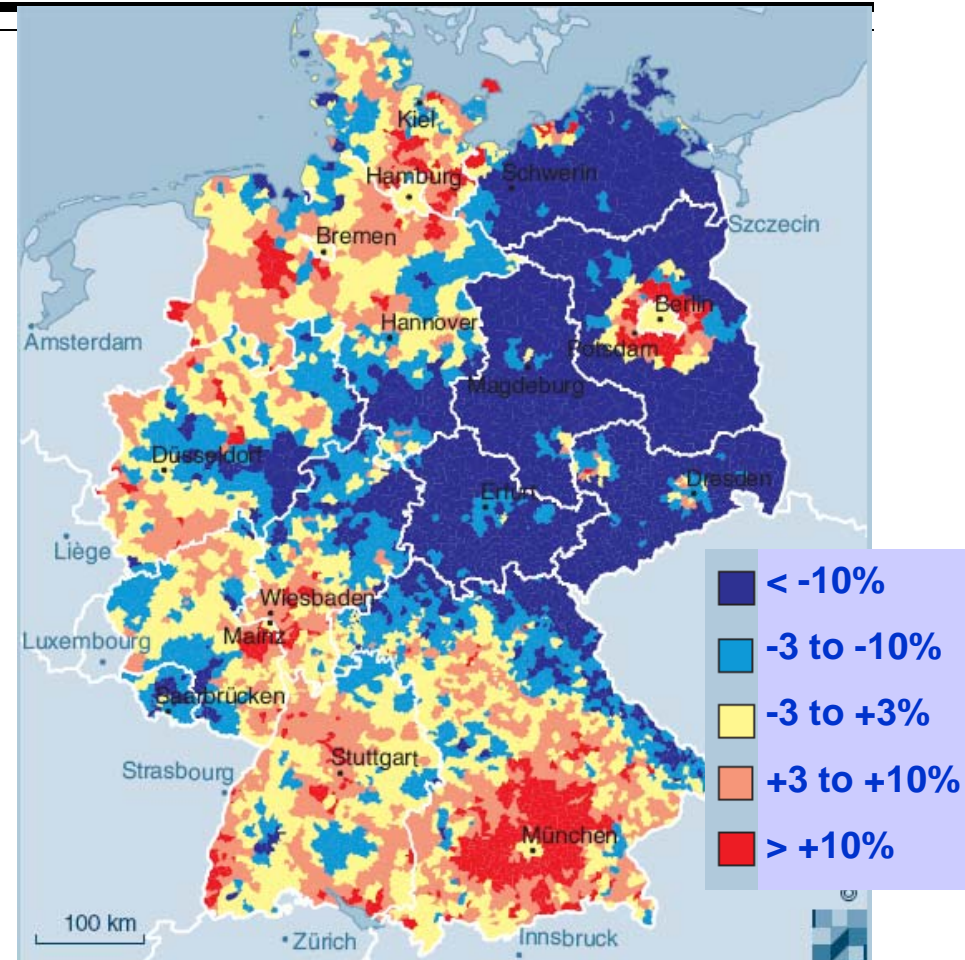 Kiel
Hamburg
Schwerin
Szczecin
Bremen
Berlin
Hannover
Amsterdam
Potsdam
Magdeburg
Düsseldorf
Dresden
Erfurt
Liège
< -10%
Wiesbaden
Luxembourg
Mainz
-3 to -10%
Saarbrücken
-3 to +3%
Stuttgart
Strasbourg
+3 to +10%
München
> +10%
©
100 km
Zürich
Innsbruck